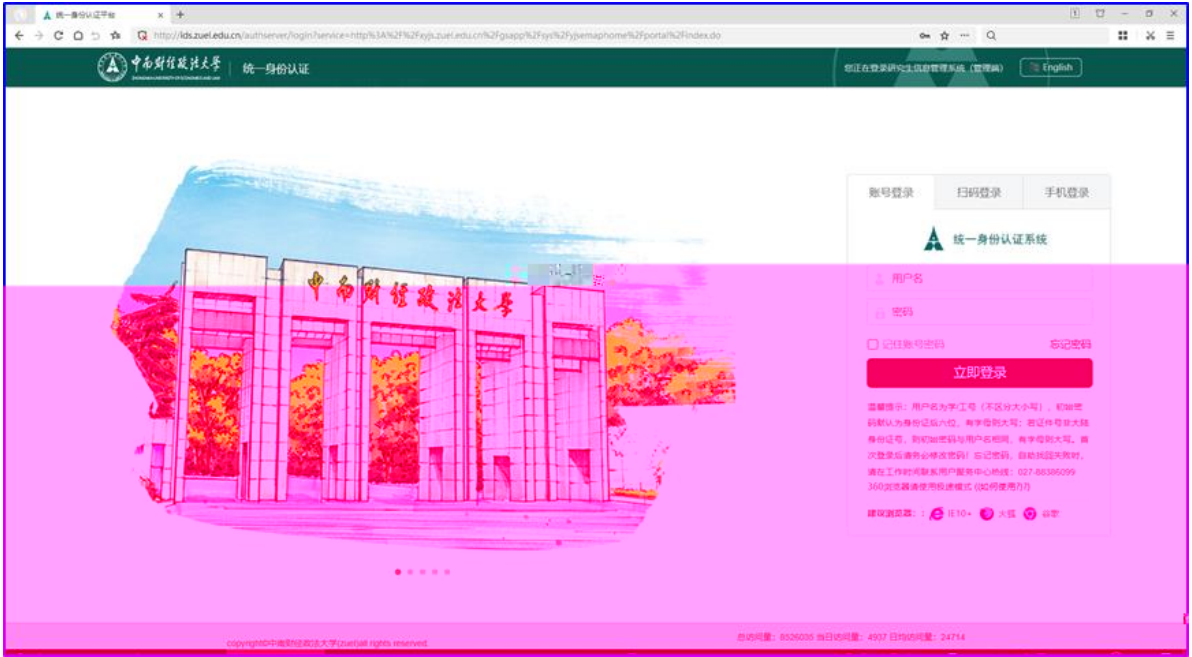 统一身份认证平台
http://ids.zuel.edu.cn/authserver/login?service=http%3A%2F%2Fxyjs.zuel.edu.cn%2Fgsapp%2Fsys%2Fyjsemaphome%2Fportal%2Findex.do
中南财经政法大学 统一身份认证
您正在登录研究生信息管理系统（管理端） English
账号登录 扫码登录 手机登录
统一身份认证系统
中南财经政法大学
用户名
密码
记住账号密码 忘记密码
立即登录
温馨提示：用户名为学/工号（不区分大小写），初始密
码默认为身份证后六位，有字母则大写；若证件号非大陆
身份证号，则初始密码与用户名相同，有字母则大写。首
次登录后请务必修改密码！忘记密码，自助找回失败时，
请在工作时间联系用户服务中心热线：027-88386099
360浏览器请使用极速模式 ((如何使用?))
建议浏览器：: IE10+ 火狐 谷歌
copyright©中南财经政法大学(zuel)all rights reserved
总访问量：8526035 当日访问量：4937 日均访问量：24714